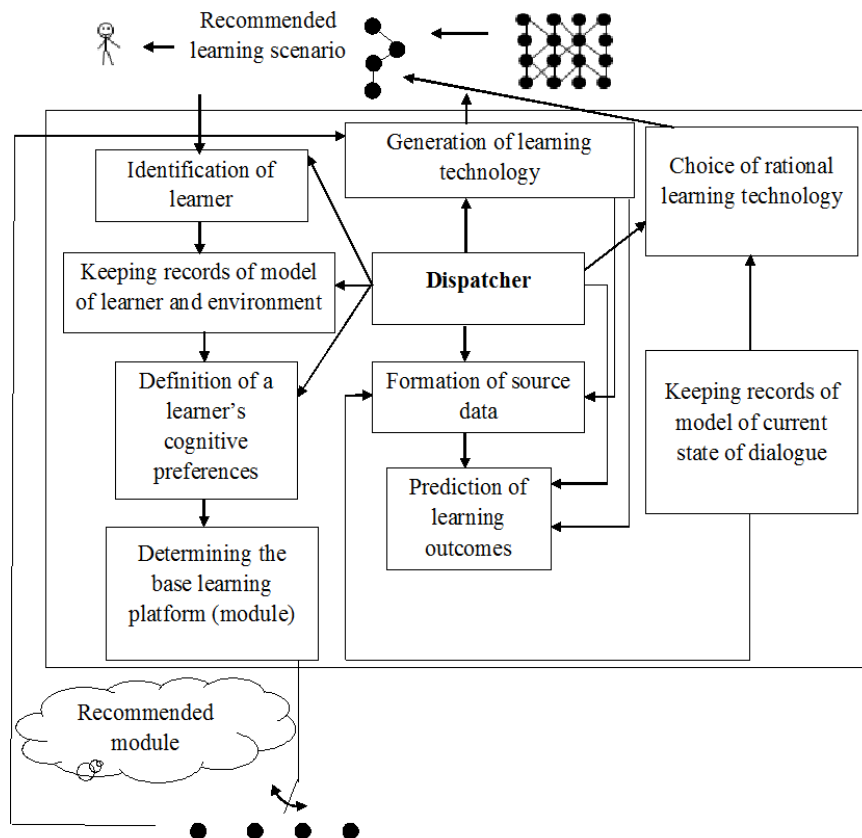 Recommended
learning scenario
Generation of learning
technology
Choice of rational
learning technology
Identification of
learner
Keeping records of model
of learner and environment
Dispatcher
Definition of a
learner's
cognitive
preferences
Formation of source
data
Keeping records of
model of current
state of dialogue
Prediction of
learning
outcomes
Determining the
base learning
platform (module)
Recommended
module